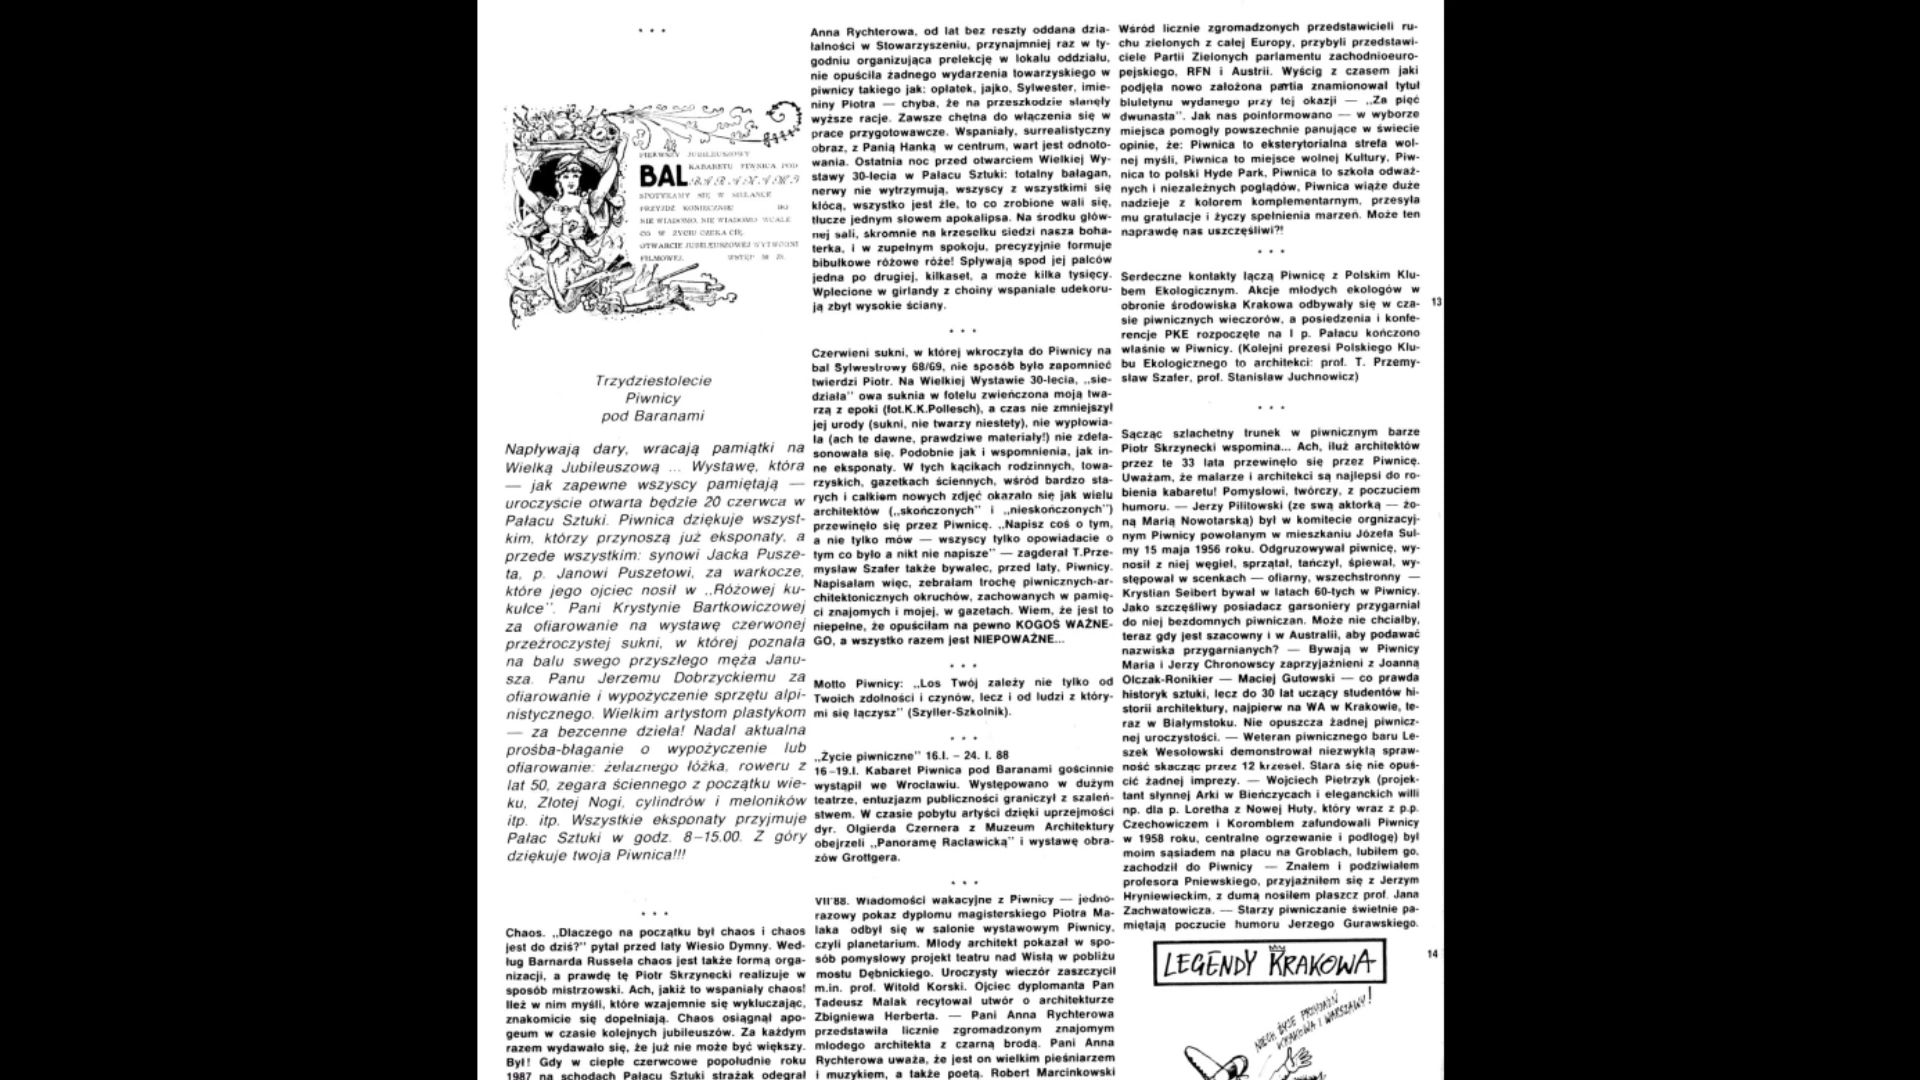 • • •
PIERWSZY JUBILEUSZOWY
BAL KABARETU PIWNICA POD
BARANAMI
SPOTYKAMY SIĘ W SUKIENCE
PRZYJDŹ KONIECZNIE!
NIE WIADOMO, NIE WIADOMO WCALE
CO W ŻYCIU CZEKA CIĘ.
OTWARCIE JUBILEUSZOWEJ WYTWÓRNI
FILMOWEJ. WSTĘP 50 ZŁ.
Trzydziestolecie
Piwnicy
pod Baranami
Napływają dary, wracają pamiątki na
Wielką Jubileuszową ... Wystawę, która
— jak zapewne wszyscy pamiętają —
uroczyście otwarta będzie 20 czerwca w
Pałacu Sztuki. Piwnica dziękuje wszyst-
kim, którzy przynoszą już eksponaty, a
przede wszystkim: synowi Jacka Pusze-
ta, p. Janowi Puszetowi, za warkocze,
które jego ojciec nosił w „Różowej ku-
kułce”. Pani Krystynie Bartkowiczowej
za ofiarowanie na wystawę czerwonej
przeźroczystej sukni, w której poznała
na balu swego przyszłego męża Janu-
sza. Panu Jerzemu Dobrzyckiemu za
ofiarowanie i wypożyczenie sprzętu alpi-
nistycznego. Wielkim artystom plastykom
— za bezcenne dzieła! Nadal aktualna
prośba-błaganie o wypożyczenie lub
ofiarowanie: żelaznego łóżka, roweru z
lat 50, zegara ściennego z początku wie-
ku, Złotej Nogi, cylindrów i meloników
itp. itp. Wszystkie eksponaty przyjmuje
Pałac Sztuki w godz. 8–15.00. Z góry
dziękuje twoja Piwnica!!!
• • •
Chaos. „Dlaczego na początku był chaos i chaos
jest do dziś?” pytał przed laty Wiesio Dymny. Wed-
ług Barnarda Russela chaos jest także formą orga-
nizacji, a prawdę tę Piotr Skrzynecki realizuje w
sposób mistrzowski. Ach, jakiż to wspaniały chaos!
Ileż w nim myśli, które wzajemnie się wykluczając,
znakomicie się dopełniają. Chaos osiągnął apo-
geum w czasie kolejnych jubileuszów. Za każdym
razem wydawało się, że już nie może być większy.
Był! Gdy w ciepłe czerwcowe popołudnie roku
1987 na schodach Pałacu Sztuki strażak odegrał
Anna Rychterowa, od lat bez reszty oddana dzia-
łalności w Stowarzyszeniu, przynajmniej raz w ty-
godniu organizująca prelekcję w lokalu oddziału,
nie opuściła żadnego wydarzenia towarzyskiego w
piwnicy takiego jak: opłatek, jajko, Sylwester, imie-
niny Piotra — chyba, że na przeszkodzie stanęły
wyższe racje. Zawsze chętna do włączenia się w
prace przygotowawcze. Wspaniały, surrealistyczny
obraz, z Panią Hanką w centrum, wart jest odnoto-
wania. Ostatnia noc przed otwarciem Wielkiej Wy-
stawy 30-lecia w Pałacu Sztuki: totalny bałagan,
nerwy nie wytrzymują, wszyscy z wszystkimi się
kłócą, wszystko jest źle, to co zrobione wali się,
tłucze jednym słowem apokalipsa. Na środku głów-
nej sali, skromnie na krzesełku siedzi nasza boha-
terka, i w zupełnym spokoju, precyzyjnie formuje
bibułkowe różowe róże! Spływają spod jej palców
jedna po drugiej, kilkaset, a może kilka tysięcy.
Wplecione w girlandy z choiny wspaniale udekoru-
ją zbyt wysokie ściany.
• • •
Czerwieni sukni, w której wkroczyła do Piwnicy na
bal Sylwestrowy 68/69, nie sposób było zapomnieć
twierdzi Piotr. Na Wielkiej Wystawie 30-lecia, „sie-
działa” owa suknia w fotelu zwieńczona moją twa-
rzą z epoki (fot.K.K.Pollesch), a czas nie zmniejszył
jej urody (sukni, nie twarzy niestety), nie wypłowia-
ła (ach te dawne, prawdziwe materiały!) nie zdefa-
sonowała się. Podobnie jak i wspomnienia, jak in-
ne eksponaty. W tych kącikach rodzinnych, towa-
rzyskich, gazetkach ściennych, wśród bardzo sta-
rych i całkiem nowych zdjęć okazało się jak wielu
architektów („skończonych” i „nieskończonych”)
przewinęło się przez Piwnicę. „Napisz coś o tym,
a nie tylko mów — wszyscy tylko opowiadacie o
tym co było a nikt nie napisze” — zagderał T.Prze-
mysław Szafer także bywalec, przed laty, Piwnicy.
Napisałam więc, zebrałam trochę piwnicznych-ar-
chitektonicznych okruchów, zachowanych w pamię-
ci znajomych i mojej, w gazetach. Wiem, że jest to
niepełne, że opuściłam na pewno KOGOŚ WAŻNE-
GO, a wszystko razem jest NIEPOWAŻNE...
• • •
Motto Piwnicy: „Los Twój zależy nie tylko od
Twoich zdolności i czynów, lecz i od ludzi z który-
mi się łączysz” (Szyller-Szkolnik).
• • •
„Życie piwniczne” 16.I. – 24. I. 88
16–19.I. Kabaret Piwnica pod Baranami gościnnie
wystąpił we Wrocławiu. Występowano w dużym
teatrze, entuzjazm publiczności graniczył z szaleń-
stwem. W czasie pobytu artyści dzięki uprzejmości
dyr. Olgierda Czernera z Muzeum Architektury
obejrzeli „Panoramę Racławicką” i wystawę obra-
zów Grottgera.
• • •
VII'88. Wiadomości wakacyjne z Piwnicy — jedno-
razowy pokaz dyplomu magisterskiego Piotra Ma-
laka odbył się w salonie wystawowym Piwnicy,
czyli planetarium. Młody architekt pokazał w spo-
sób pomysłowy projekt teatru nad Wisłą w pobliżu
mostu Dębnickiego. Uroczysty wieczór zaszczycił
m.in. prof. Witold Korski. Ojciec dyplomanta Pan
Tadeusz Malak recytował utwór o architekturze
Zbigniewa Herberta. — Pani Anna Rychterowa
przedstawiła licznie zgromadzonym znajomym
młodego architekta z czarną brodą. Pani Anna
Rychterowa uważa, że jest on wielkim pieśniarzem
i muzykiem, a także poetą. Robert Marcinkowski
Wśród licznie zgromadzonych przedstawicieli ru-
chu zielonych z całej Europy, przybyli przedstawi-
ciele Partii Zielonych parlamentu zachodnioeuro-
pejskiego, RFN i Austrii. Wyścig z czasem jaki
podjęła nowo założona partia znamionował tytuł
biuletynu wydanego przy tej okazji — „Za pięć
dwunasta”. Jak nas poinformowano — w wyborze
miejsca pomogły powszechnie panujące w świecie
opinie, że: Piwnica to eksterytorialna strefa wol-
nej myśli, Piwnica to miejsce wolnej Kultury, Piw-
nica to polski Hyde Park, Piwnica to szkoła odważ-
nych i niezależnych poglądów, Piwnica wiąże duże
nadzieje z kolorem komplementarnym, przesyła
mu gratulacje i życzy spełnienia marzeń. Może ten
naprawdę nas uszczęśliwi?!
• • •
Serdeczne kontakty łączą Piwnicę z Polskim Klu-
bem Ekologicznym. Akcje młodych ekologów w
obronie środowiska Krakowa odbywały się w cza-
sie piwnicznych wieczorów, a posiedzenia i konfe-
rencje PKE rozpoczęte na I p. Pałacu kończono
właśnie w Piwnicy. (Kolejni prezesi Polskiego Klu-
bu Ekologicznego to architekci: prof. T. Przemy-
sław Szafer, prof. Stanisław Juchnowicz)
• • •
Sącząc szlachetny trunek w piwnicznym barze
Piotr Skrzynecki wspomina... Ach, iluż architektów
przez te 33 lata przewinęło się przez Piwnicę.
Uważam, że malarze i architekci są najlepsi do ro-
bienia kabaretu! Pomysłowi, twórczy, z poczuciem
humoru. — Jerzy Pilitowski (ze swą aktorką — żo-
ną Marią Nowotarską) był w komitecie orgnizacyj-
nym Piwnicy powołanym w mieszkaniu Józefa Sul-
my 15 maja 1956 roku. Odgruzowywał piwnicę, wy-
nosił z niej węgiel, sprzątał, tańczył, śpiewał, wy-
stępował w scenkach — ofiarny, wszechstronny —
Krystian Seibert bywał w latach 60-tych w Piwnicy.
Jako szczęśliwy posiadacz garsoniery przygarniał
do niej bezdomnych piwniczan. Może nie chciałby,
teraz gdy jest szacowny i w Australii, aby podawać
nazwiska przygarnianych? — Bywają w Piwnicy
Maria i Jerzy Chronowscy zaprzyjaźnieni z Joanną
Olczak-Ronikier — Maciej Gutowski — co prawda
historyk sztuki, lecz do 30 lat uczący studentów hi-
storii architektury, najpierw na WA w Krakowie, te-
raz w Białymstoku. Nie opuszcza żadnej piwnicz-
nej uroczystości. — Weteran piwnicznego baru Le-
szek Wesołowski demonstrował niezwykłą spraw-
ność skacząc przez 12 krzeseł. Stara się nie opuś-
cić żadnej imprezy. — Wojciech Pietrzyk (projek-
tant słynnej Arki w Bieńczycach i eleganckich willi
np. dla p. Loretha z Nowej Huty, który wraz z p.p.
Czechowiczem i Koromblem zafundowali Piwnicy
w 1958 roku, centralne ogrzewanie i podłogę) był
moim sąsiadem na placu na Groblach, lubiłem go,
zachodził do Piwnicy — Znałem i podziwiałem
profesora Pniewskiego, przyjaźniłem się z Jerzym
Hryniewieckim, z dumą nosiłem płaszcz prof. Jana
Zachwatowicza. — Starzy piwniczanie świetnie pa-
miętają poczucie humoru Jerzego Gurawskiego.
13
14
LEGENDY KRAKOWA
NIECH ŻYJE PRZYJAŹŃ
KRAKOWA I WARSZAWY!